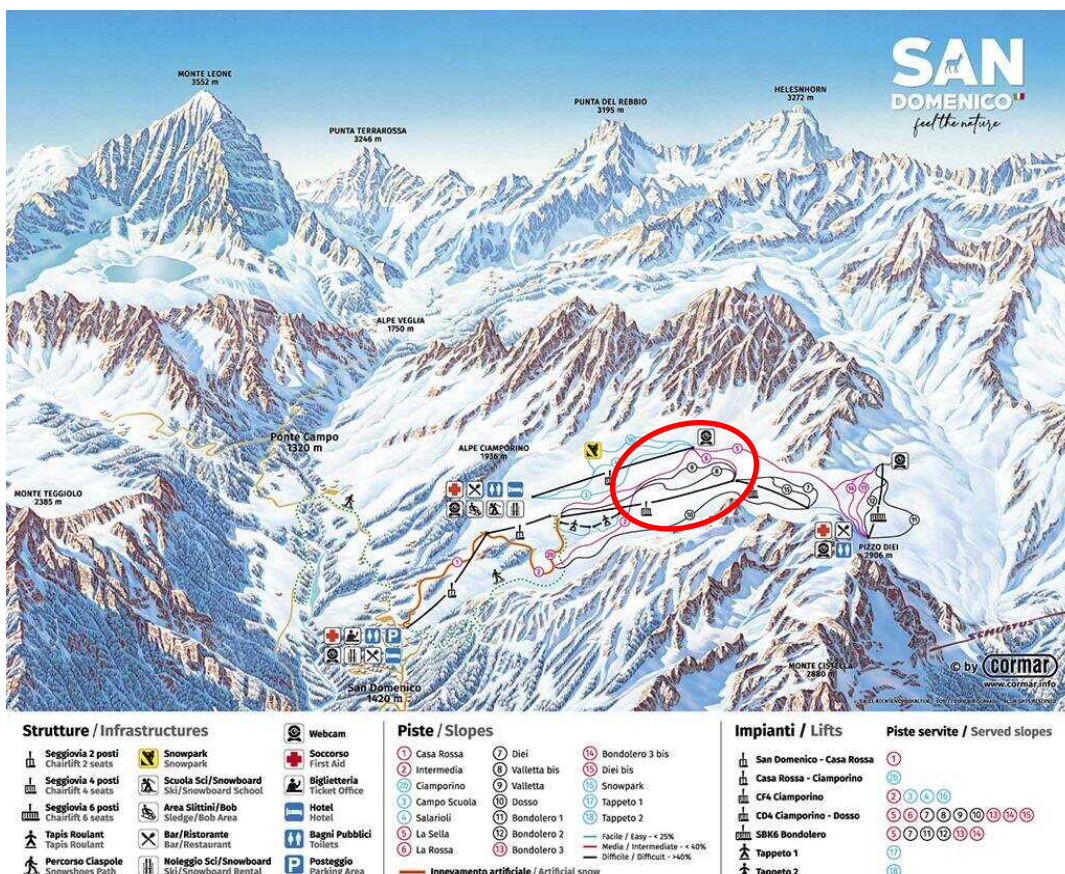 SAN
DOMENICO
feel the nature
MONTE LEONE
3552 m
PUNTA TERRAROSSA
3246 m
PUNTA DEL REBBIO
3195 m
HELESNHORN
3272 m
ALPE VEGLIA
1750 m
Ponte Campo
1320 m
ALPE CIAMPORINO
1936 m
MONTE TEGGIOLO
2385 m
PIZZO DIEI
2906 m
MONTE CISTELLA
2880 m
San Domenico
1420 m
© by cormar
www.cormar.info
Strutture / Infrastructures
Seggiovia 2 posti
Chairlift 2 seats
Seggiovia 4 posti
Chairlift 4 seats
Seggiovia 6 posti
Chairlift 6 seats
Tapis Roulant
Tapis Roulant
Percorso Ciaspole
Snowshoes Path
Snowpark
Snowpark
Scuola Sci/Snowboard
Ski/Snowboard School
Area Slittini/Bob
Sledge/Bob Area
Bar/Ristorante
Bar/Restaurant
Noleggio Sci/Snowboard
Ski/Snowboard Rental
Webcam
Soccorso
First Aid
Biglietteria
Ticket Office
Hotel
Hotel
Bagni Pubblici
Toilets
P Posteggio
Parking Area
Piste / Slopes
1 Casa Rossa
2 Intermedia
Ciamporino
3 Campo Scuola
4 Salarioli
5 La Sella
6 La Rossa
7 Diei
8 Valletta bis
9 Valletta
10 Dosso
11 Bondolero 1
12 Bondolero 2
13 Bondolero 3
14 Bondolero 3 bis
15 Diei bis
16 Snowpark
17 Tappeto 1
18 Tappeto 2
Facile / Easy - < 25%
Media / Intermediate - < 40%
Difficile / Difficult - >40%
Innevamento artificiale / Artificial snow
Impianti / Lifts Piste servite / Served slopes
San Domenico - Casa Rossa 1
Casa Rossa - Ciamporino
CF4 Ciamporino 2 3 4 16
CD4 Ciamporino - Dosso 5 6 7 8 9 10 13 14 15
SBK6 Bondolero 5 7 11 12 13 14
Tappeto 1 17
Tappeto 2 18